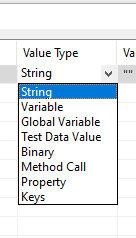 Value Type
Va
String
""
String
Variable
Global Variable
Test Data Value
Binary
Method Call
Property
Keys